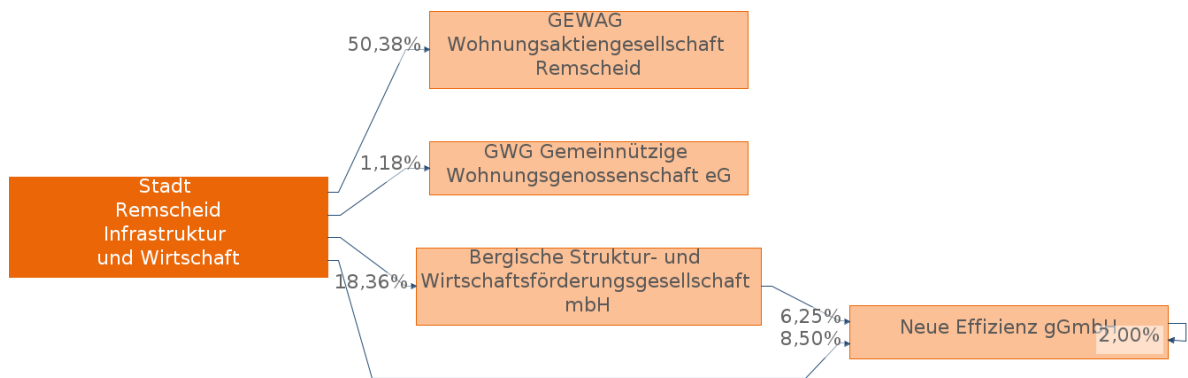 GEWAG
Wohnungsaktiengesellschaft
Remscheid
50,38%
GWG Gemeinnützige
Wohnungsgenossenschaft eG
1,18%
Stadt
Remscheid
Infrastruktur
und Wirtschaft
Bergische Struktur- und
Wirtschaftsförderungsgesellschaft
mbH
18,36%
6,25%
8,50%
Neue Effizienz gGmbH
2,00%